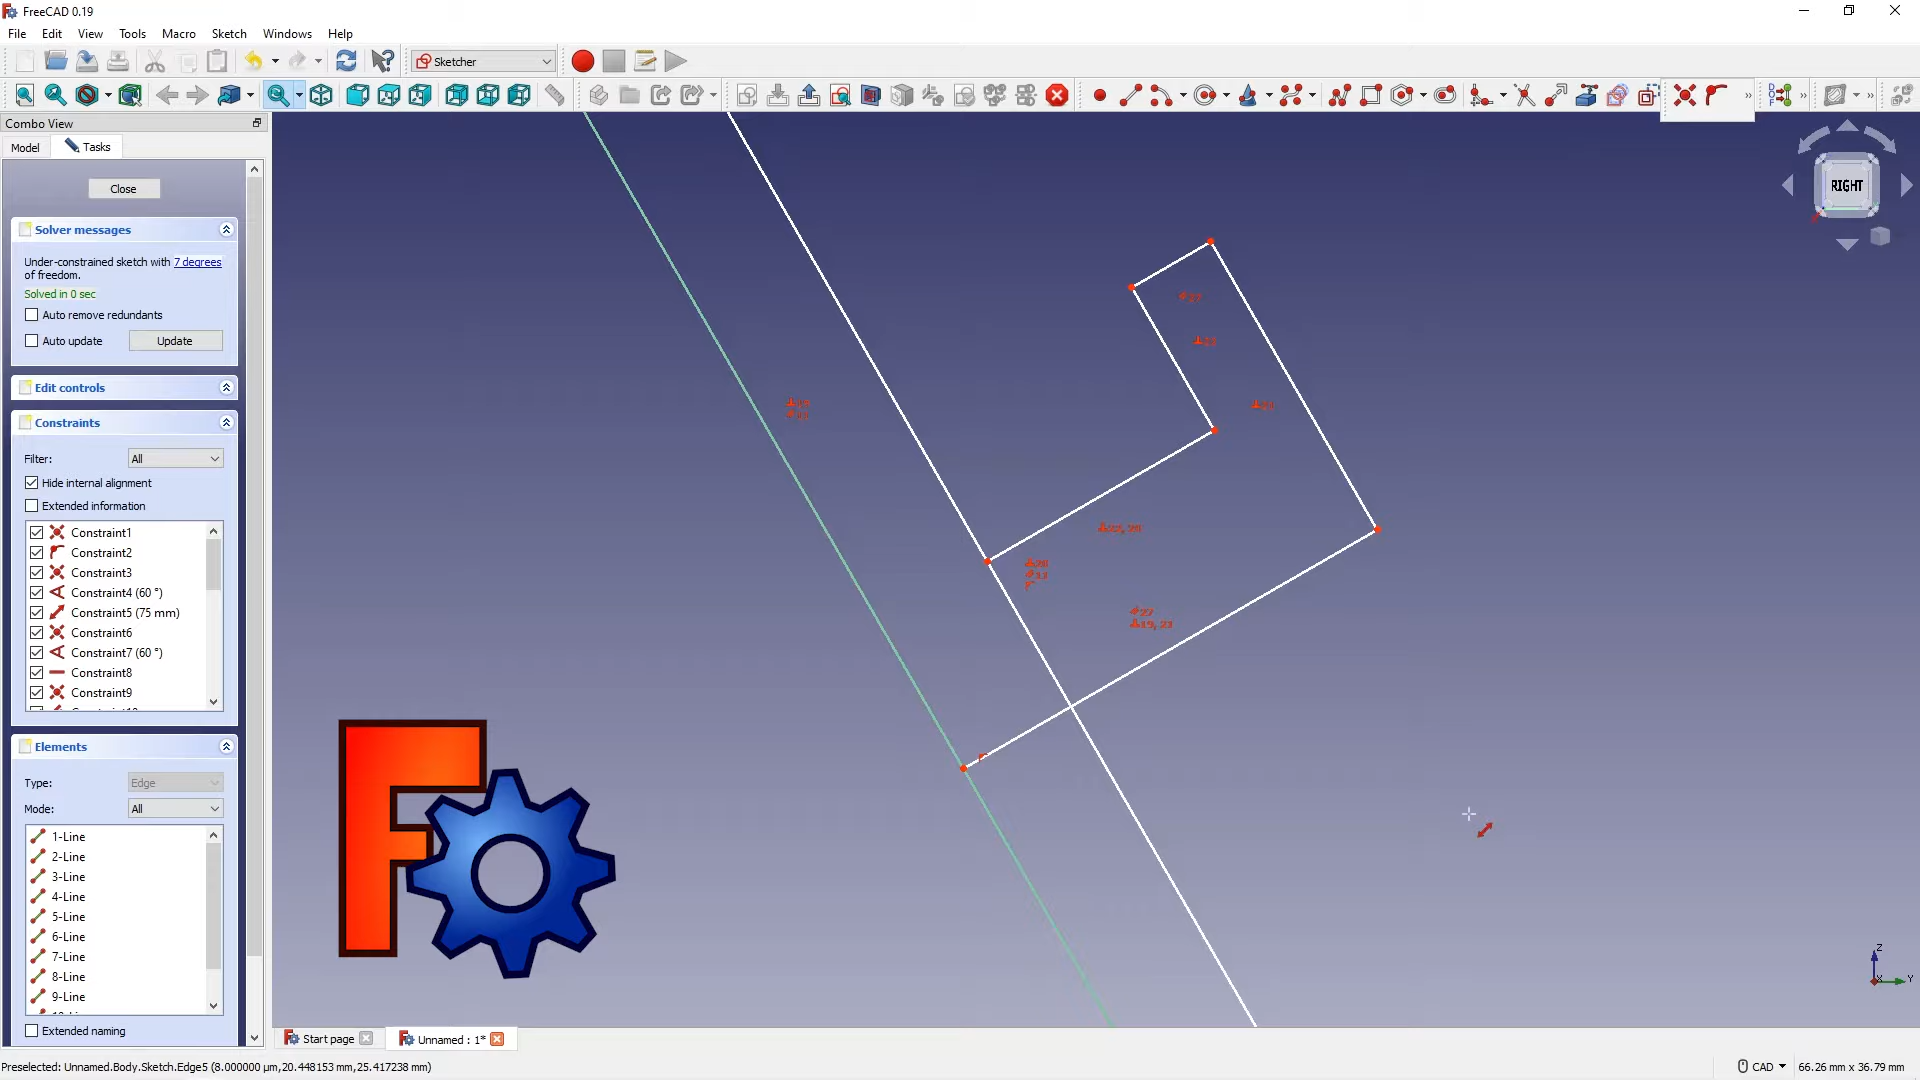 FreeCAD 0.19
File Edit View Tools Macro Sketch Windows Help
Sketcher
Combo View
Model Tasks
Close
Solver messages
Under-constrained sketch with 7 degrees
of freedom.
Solved in 0 sec
Auto remove redundants
Auto update Update
Edit controls
Constraints
Filter: All
Hide internal alignment
Extended information
Constraint1
Constraint2
Constraint3
Constraint4 (60 °)
Constraint5 (75 mm)
Constraint6
Constraint7 (60 °)
Constraint8
Constraint9
Elements
Type: Edge
Mode: All
1-Line
2-Line
3-Line
4-Line
5-Line
6-Line
7-Line
8-Line
9-Line
Extended naming
RIGHT
Z
X
Y
Start page
Unnamed : 1*
Preselected: Unnamed.Body.Sketch.Edge5 (8.000000 µm,20.448153 mm,25.417238 mm)
CAD
66.26 mm x 36.79 mm